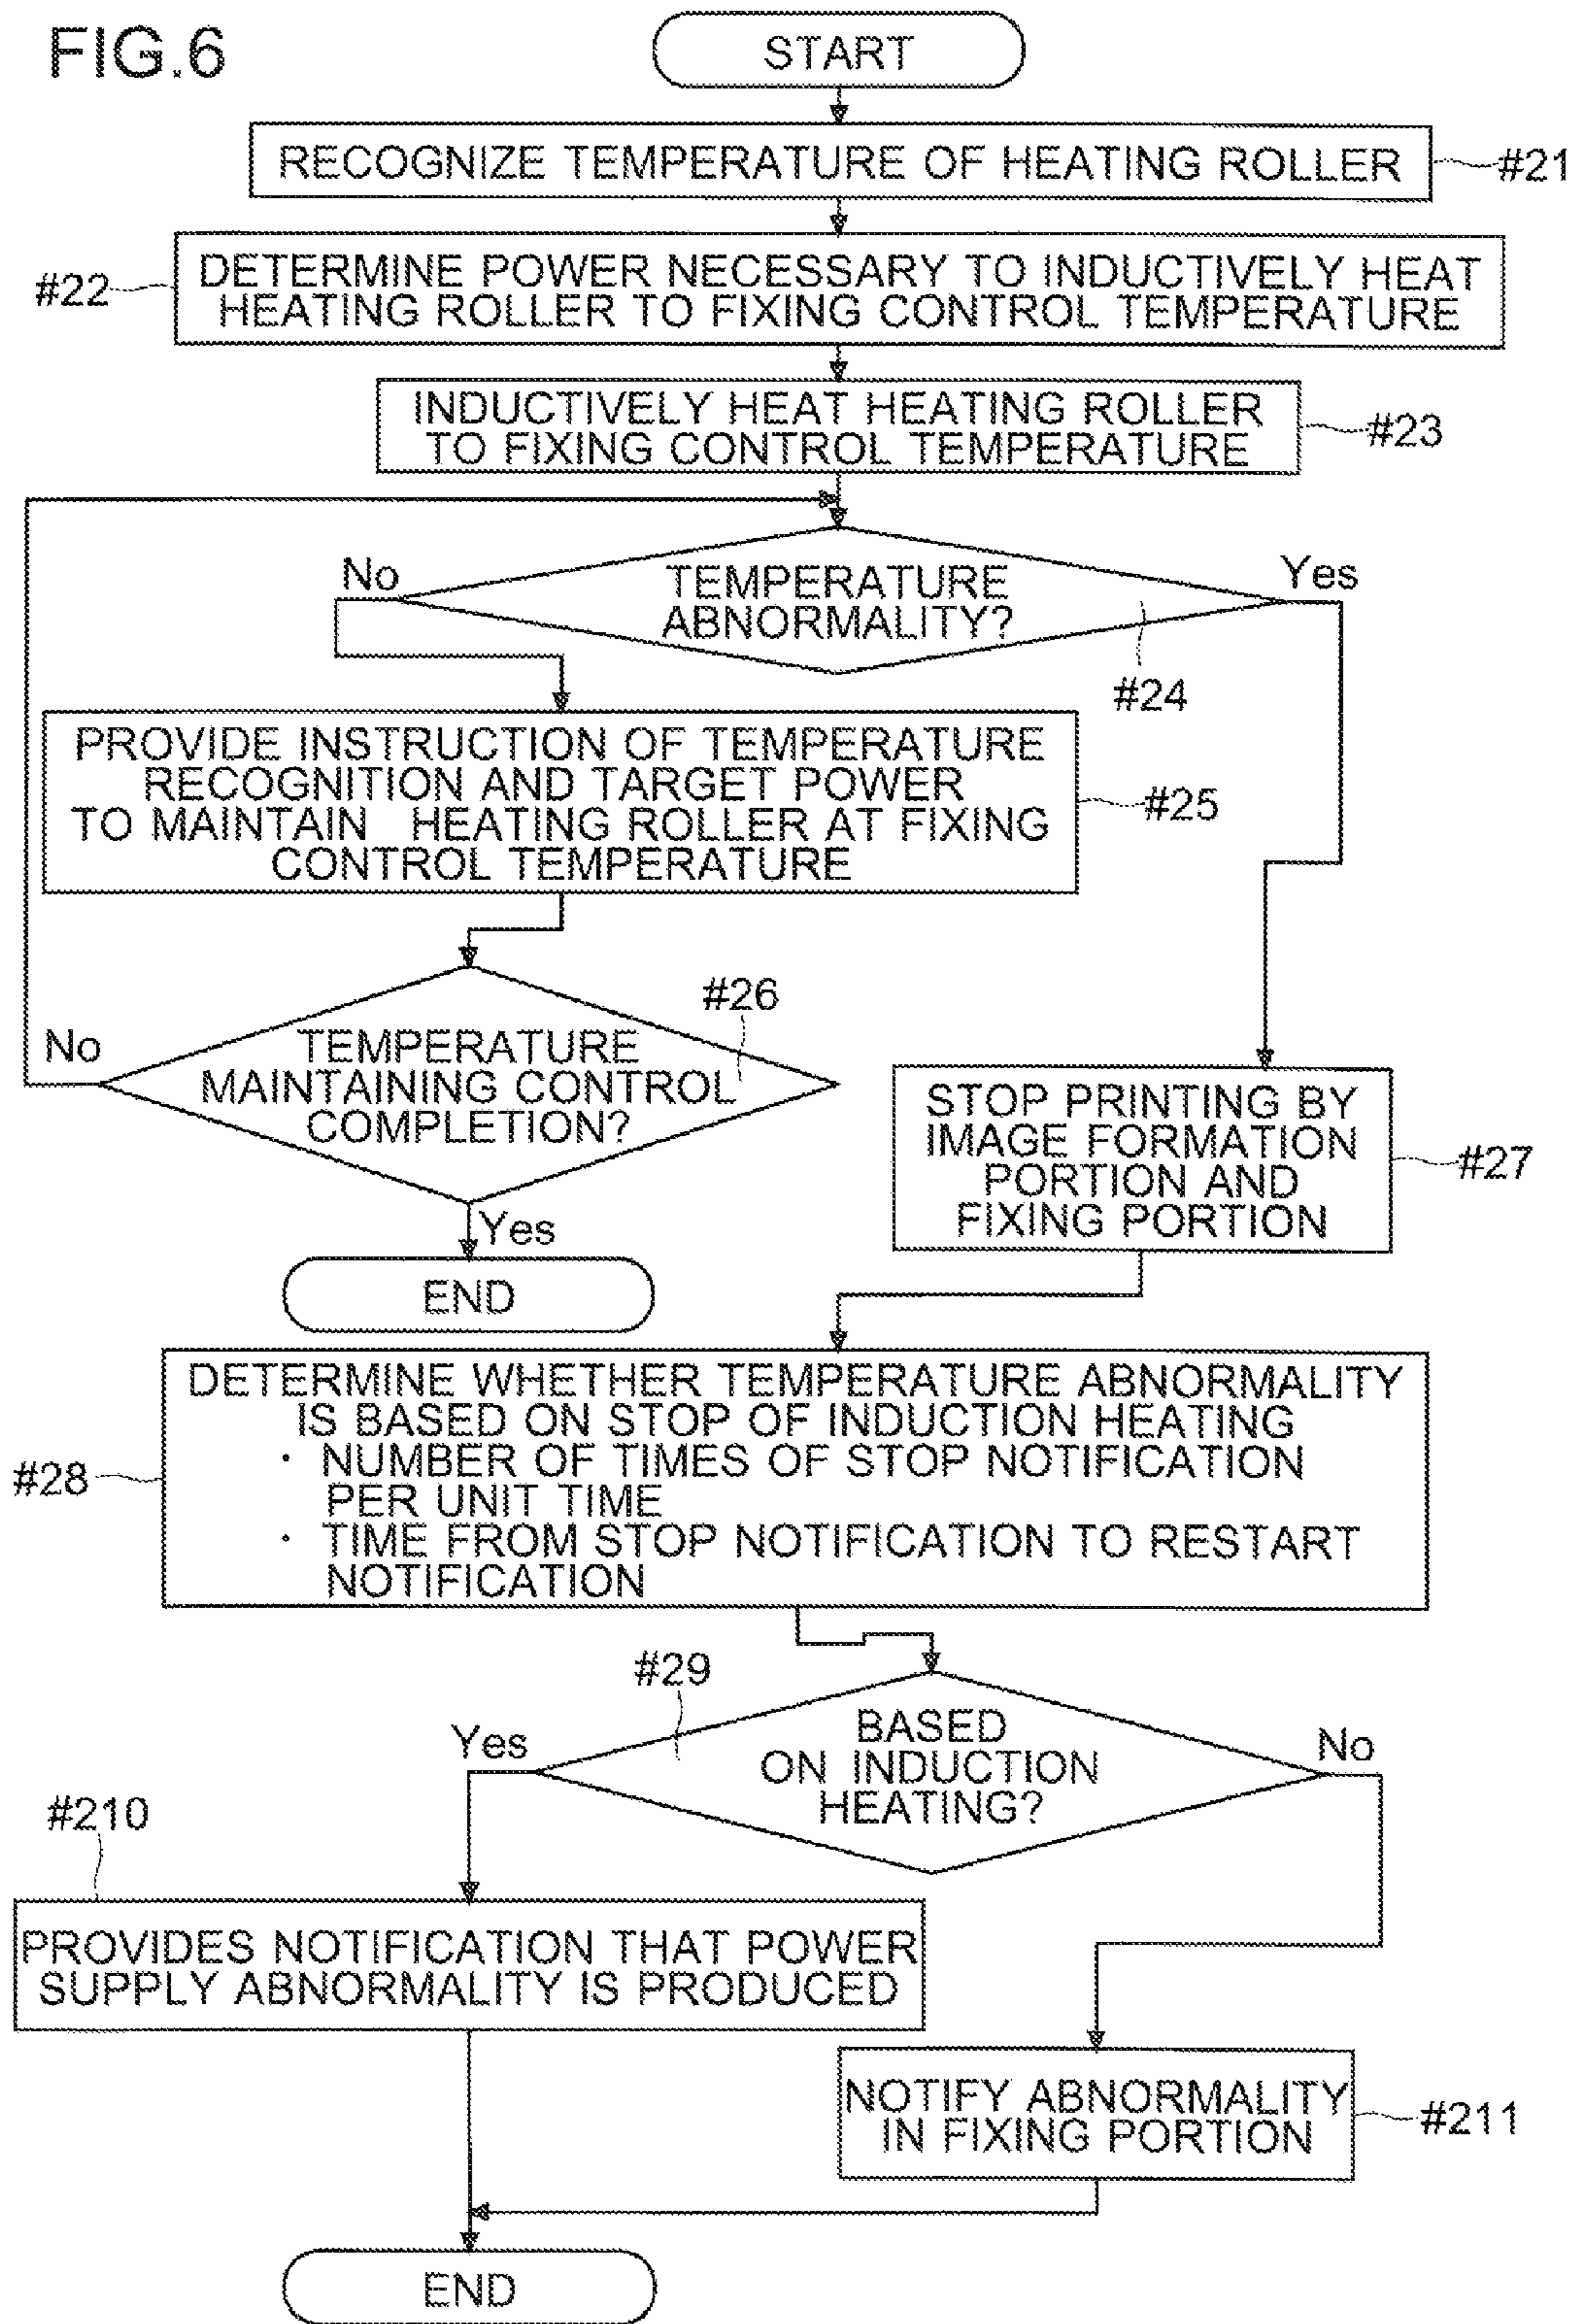 FIG.6
START
RECOGNIZE TEMPERATURE OF HEATING ROLLER
#21
#22
DETERMINE POWER NECESSARY TO INDUCTIVELY HEAT
HEATING ROLLER TO FIXING CONTROL TEMPERATURE
INDUCTIVELY HEAT HEATING ROLLER
TO FIXING CONTROL TEMPERATURE
#23
No
TEMPERATURE
ABNORMALITY?
Yes
#24
PROVIDE INSTRUCTION OF TEMPERATURE
RECOGNITION AND TARGET POWER
TO MAINTAIN HEATING ROLLER AT FIXING
CONTROL TEMPERATURE
#25
#26
No
TEMPERATURE
MAINTAINING CONTROL
COMPLETION?
Yes
END
STOP PRINTING BY
IMAGE FORMATION
PORTION AND
FIXING PORTION
#27
#28
DETERMINE WHETHER TEMPERATURE ABNORMALITY
IS BASED ON STOP OF INDUCTION HEATING
· NUMBER OF TIMES OF STOP NOTIFICATION
PER UNIT TIME
· TIME FROM STOP NOTIFICATION TO RESTART
NOTIFICATION
#29
Yes
BASED
ON INDUCTION
HEATING?
No
#210
PROVIDES NOTIFICATION THAT POWER
SUPPLY ABNORMALITY IS PRODUCED
NOTIFY ABNORMALITY
IN FIXING PORTION
#211
END